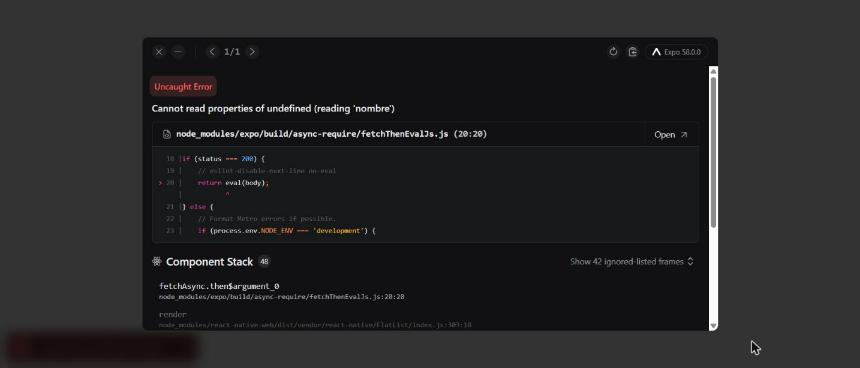 1/1
Expo 58.0.0
Uncaught Error
Cannot read properties of undefined (reading 'nombre')
node_modules/expo/build/async-require/fetchThenEvalJs.js (20:20)
Open
18 |if (status === 200) {
19 | // eslint-disable-next-line no-eval
> 20 | return eval(body);
| ^
21 |} else {
22 | // Format Metro errors if possible.
23 | if (process.env.NODE_ENV === 'development') {
Component Stack 48
Show 42 ignored-listed frames
fetchAsync.then$argument_0
node_modules/expo/build/async-require/fetchThenEvalJs.js:20:20
render
node_modules/react-native-web/dist/vendor/react-native/FlatList/index.js:303:18